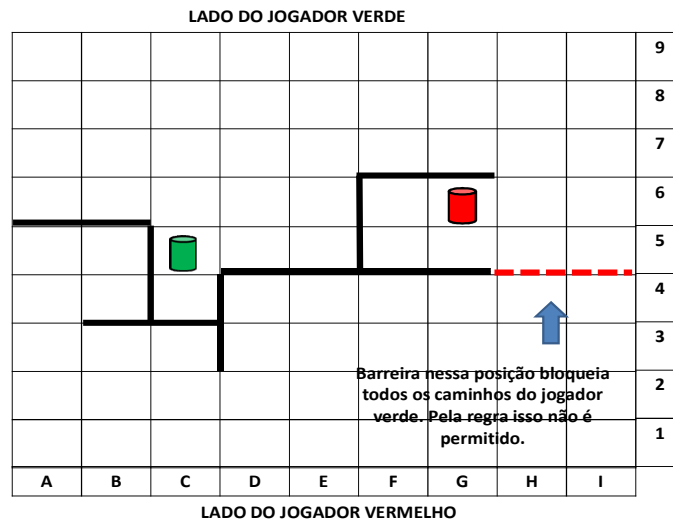 LADO DO JOGADOR VERDE
9
8
7
6
5
4
3
2
1
Barreira nessa posição bloqueia
todos os caminhos do jogador
verde. Pela regra isso não é
permitido.
A B C D E F G H I
LADO DO JOGADOR VERMELHO